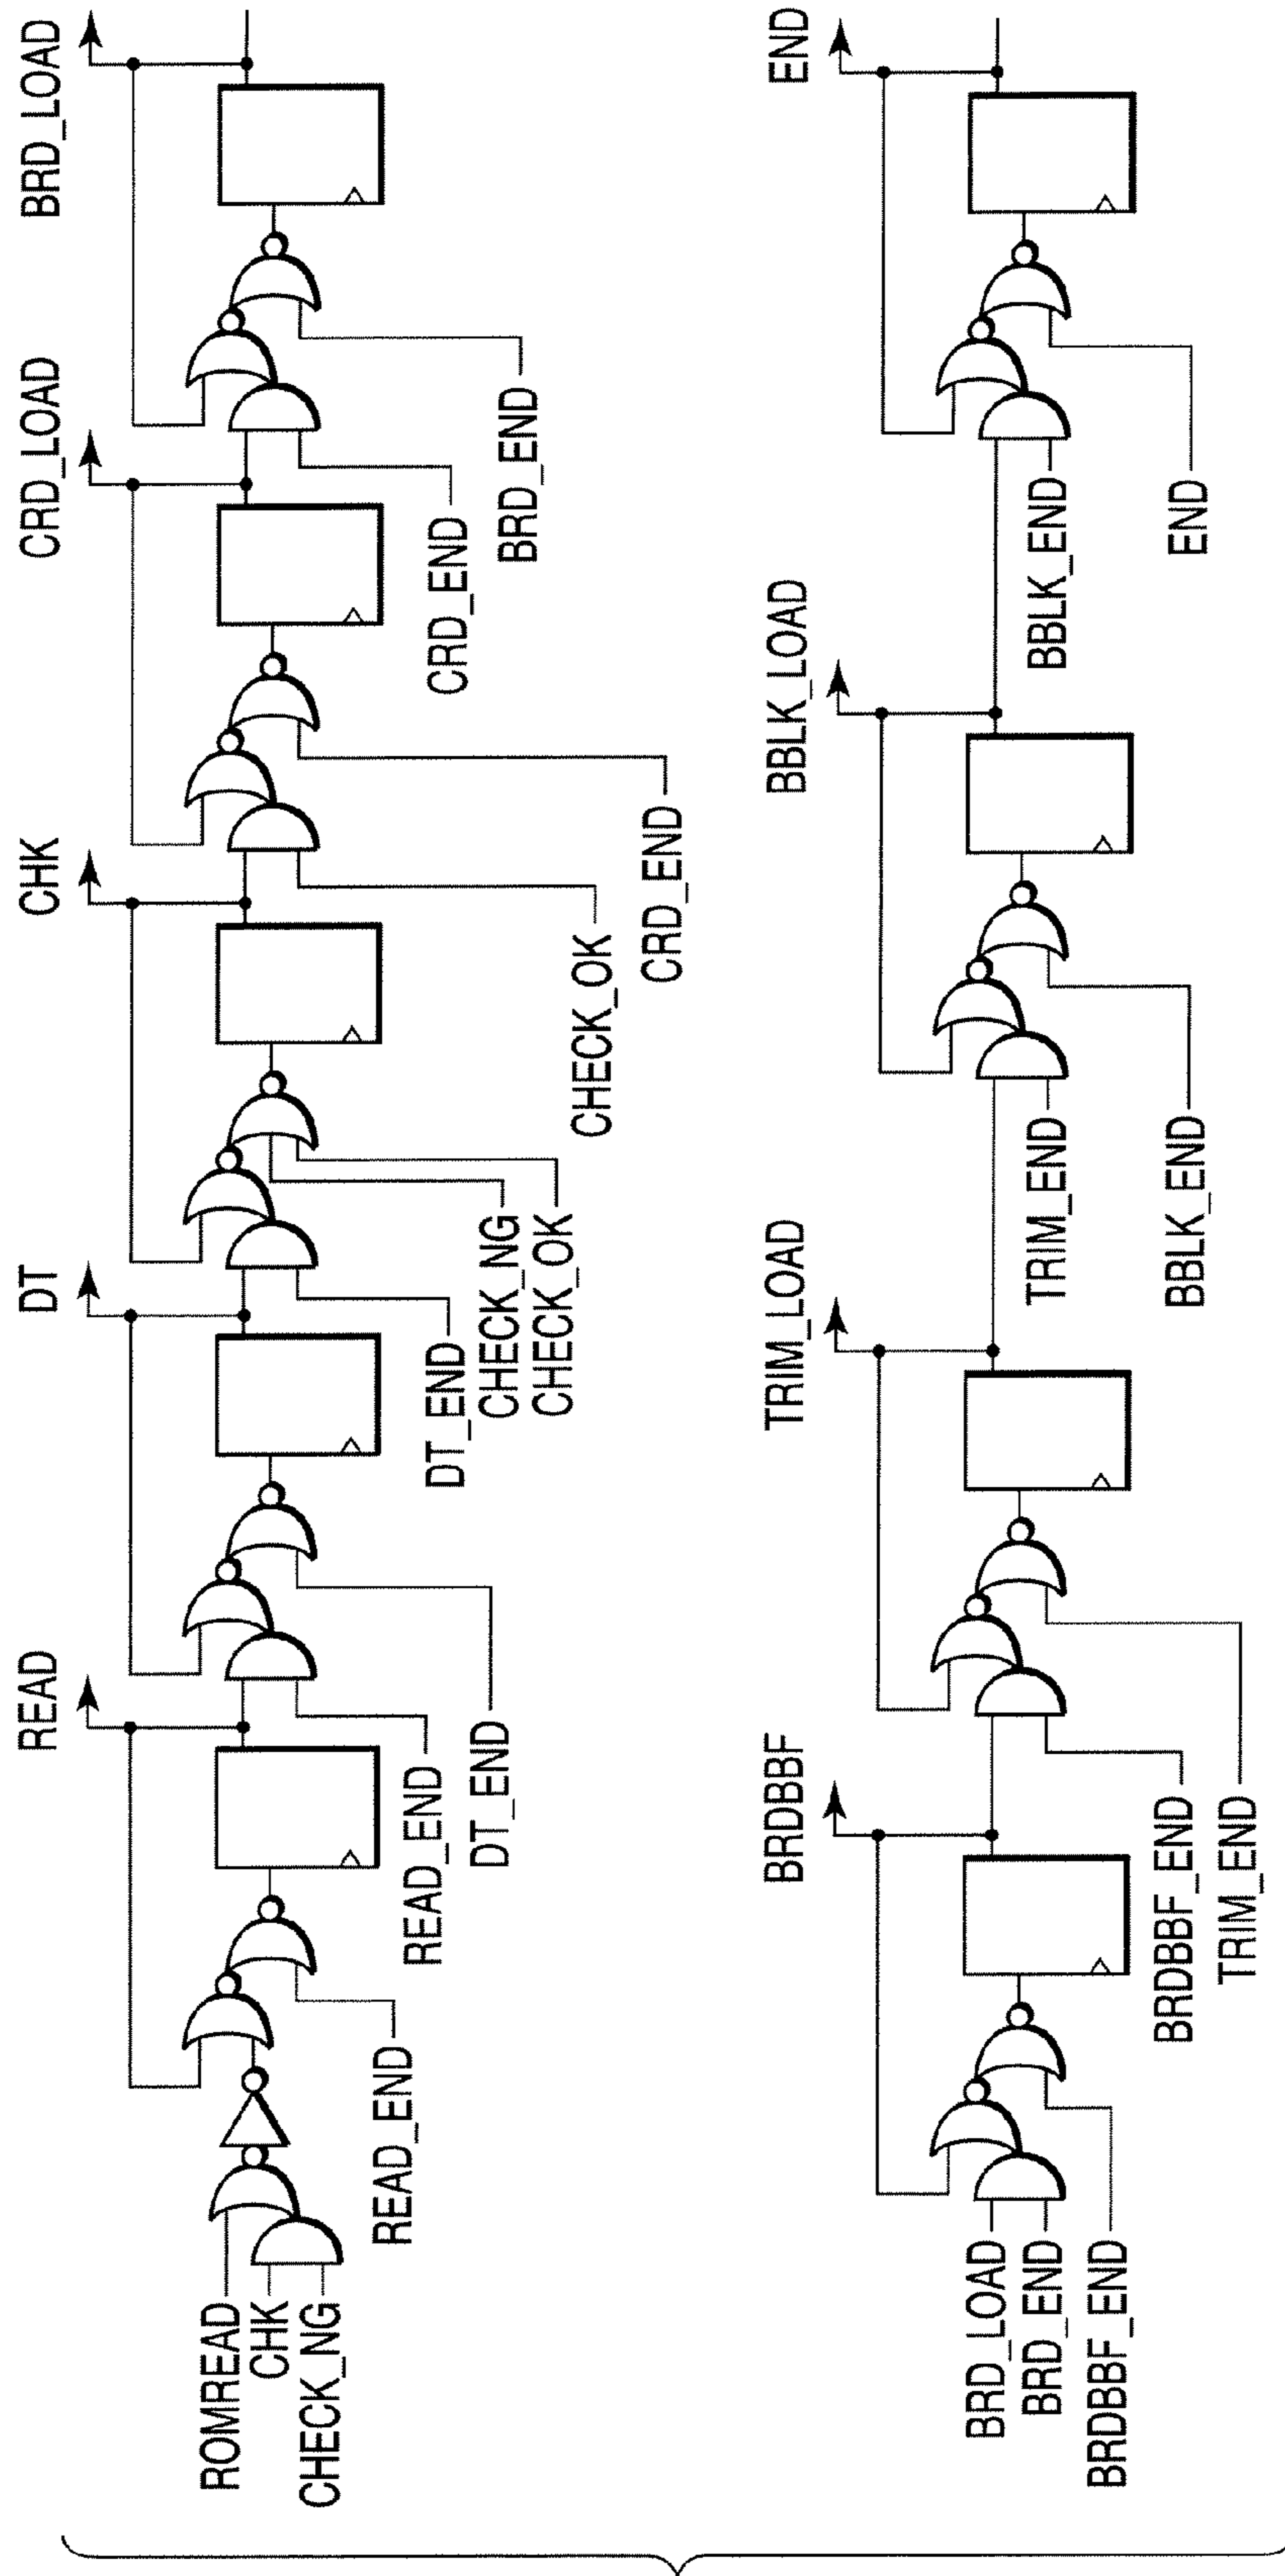 READ
DT
CHK
CRD_LOAD
BRD_LOAD
ROMREAD
CHK
CHECK_NG
READ_END
READ_END
DT_END
DT_END
CHECK_NG
CHECK_OK
CHECK_OK
CRD_END
CRD_END
BRD_END
BRDBBF
TRIM_LOAD
BBLK_LOAD
END
BRD_LOAD
BRD_END
BRDBBF_END
BRDBBF_END
TRIM_END
TRIM_END
BBLK_END
BBLK_END
END